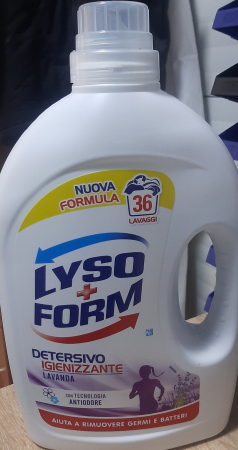 NUOVA
FORMULA
36
LAVAGGI
LYSO
FORM
DETERSIVO
IGIENIZZANTE
LAVANDA
CON TECNOLOGIA
ANTIODORE
AIUTA A RIMUOVERE GERMI E BATTERI